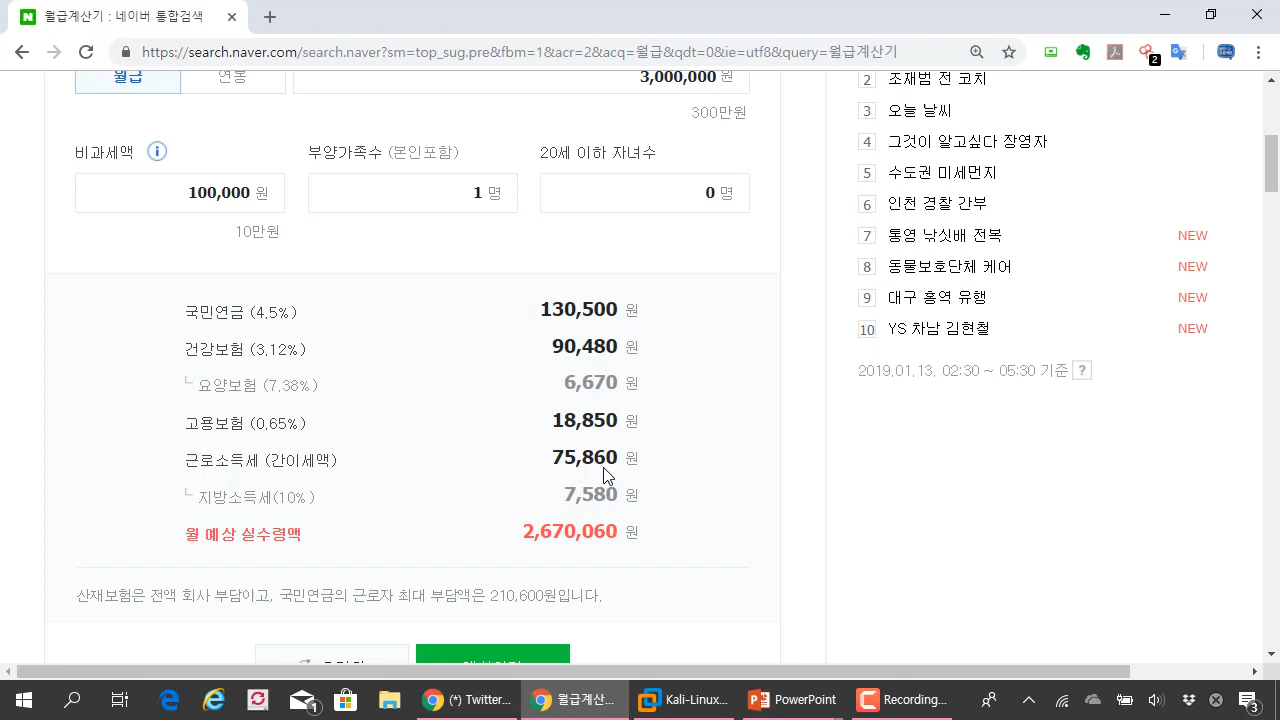 월급계산기 : 네이버 통합검색
https://search.naver.com/search.naver?sm=top_sug.pre&fbm=1&acr=2&acq=월급&qdt=0&ie=utf8&query=월급계산기
2
월급
연봉
3,000,000 원
300만원
비과세액
부양가족수 (본인포함)
20세 이하 자녀수
100,000 원
1 명
0 명
10만원
국민연금 (4.5%) 130,500 원
건강보험 (3.12%) 90,480 원
└ 요양보험 (7.38%) 6,670 원
고용보험 (0.65%) 18,850 원
근로소득세 (간이세액) 75,860 원
└ 지방소득세(10%) 7,580 원
월 예상 실수령액 2,670,060 원
산재보험은 전액 회사 부담이고, 국민연금의 근로자 최대 부담액은 210,600원입니다.
2 조재범 전 코치
3 오늘 날씨
4 그것이 알고싶다 장영자
5 수도권 미세먼지
6 인천 경찰 간부
7 통영 낚싯배 전복 NEW
8 동물보호단체 케어 NEW
9 대구 홍역 유행 NEW
10 YS 차남 김현철 NEW
2019.01.13. 02:30 ~ 05:30 기준 ?
1
(*) Twitter...
월급계산...
Kali-Linux...
PowerPoint
Recording...
3